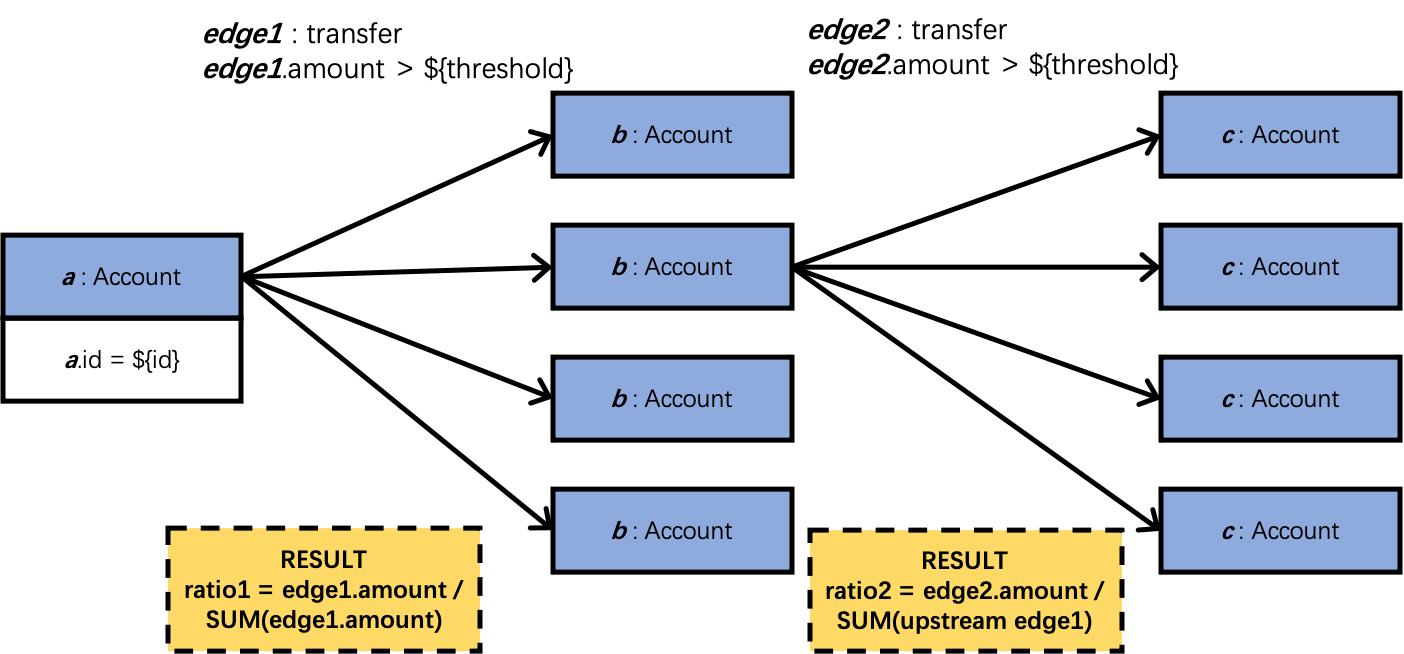 edge1 : transfer
edge1.amount > ${threshold}
edge2 : transfer
edge2.amount > ${threshold}
a : Account
a.id = ${id}
b : Account
b : Account
b : Account
b : Account
c : Account
c : Account
c : Account
c : Account
RESULT
ratio1 = edge1.amount /
SUM(edge1.amount)
RESULT
ratio2 = edge2.amount /
SUM(upstream edge1)